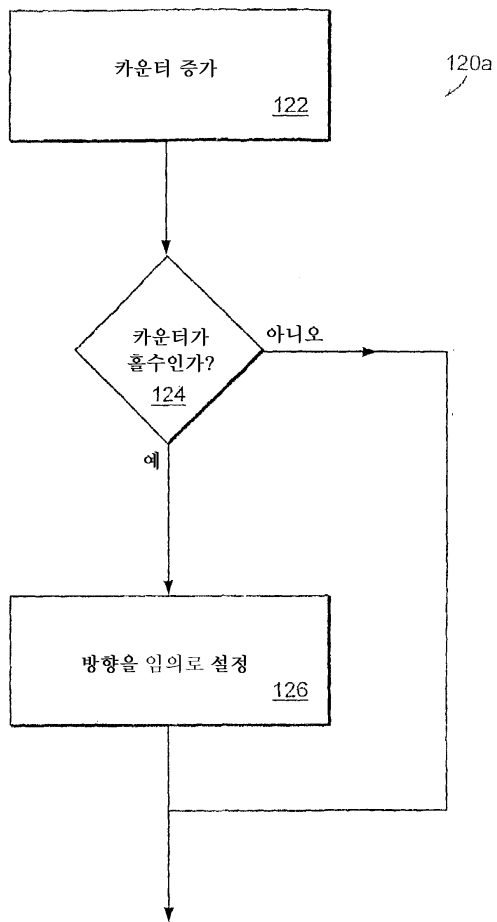 카운터 증가
122
120a
카운터가
홀수인가?
124
아니오
예
방향을 임의로 설정
126